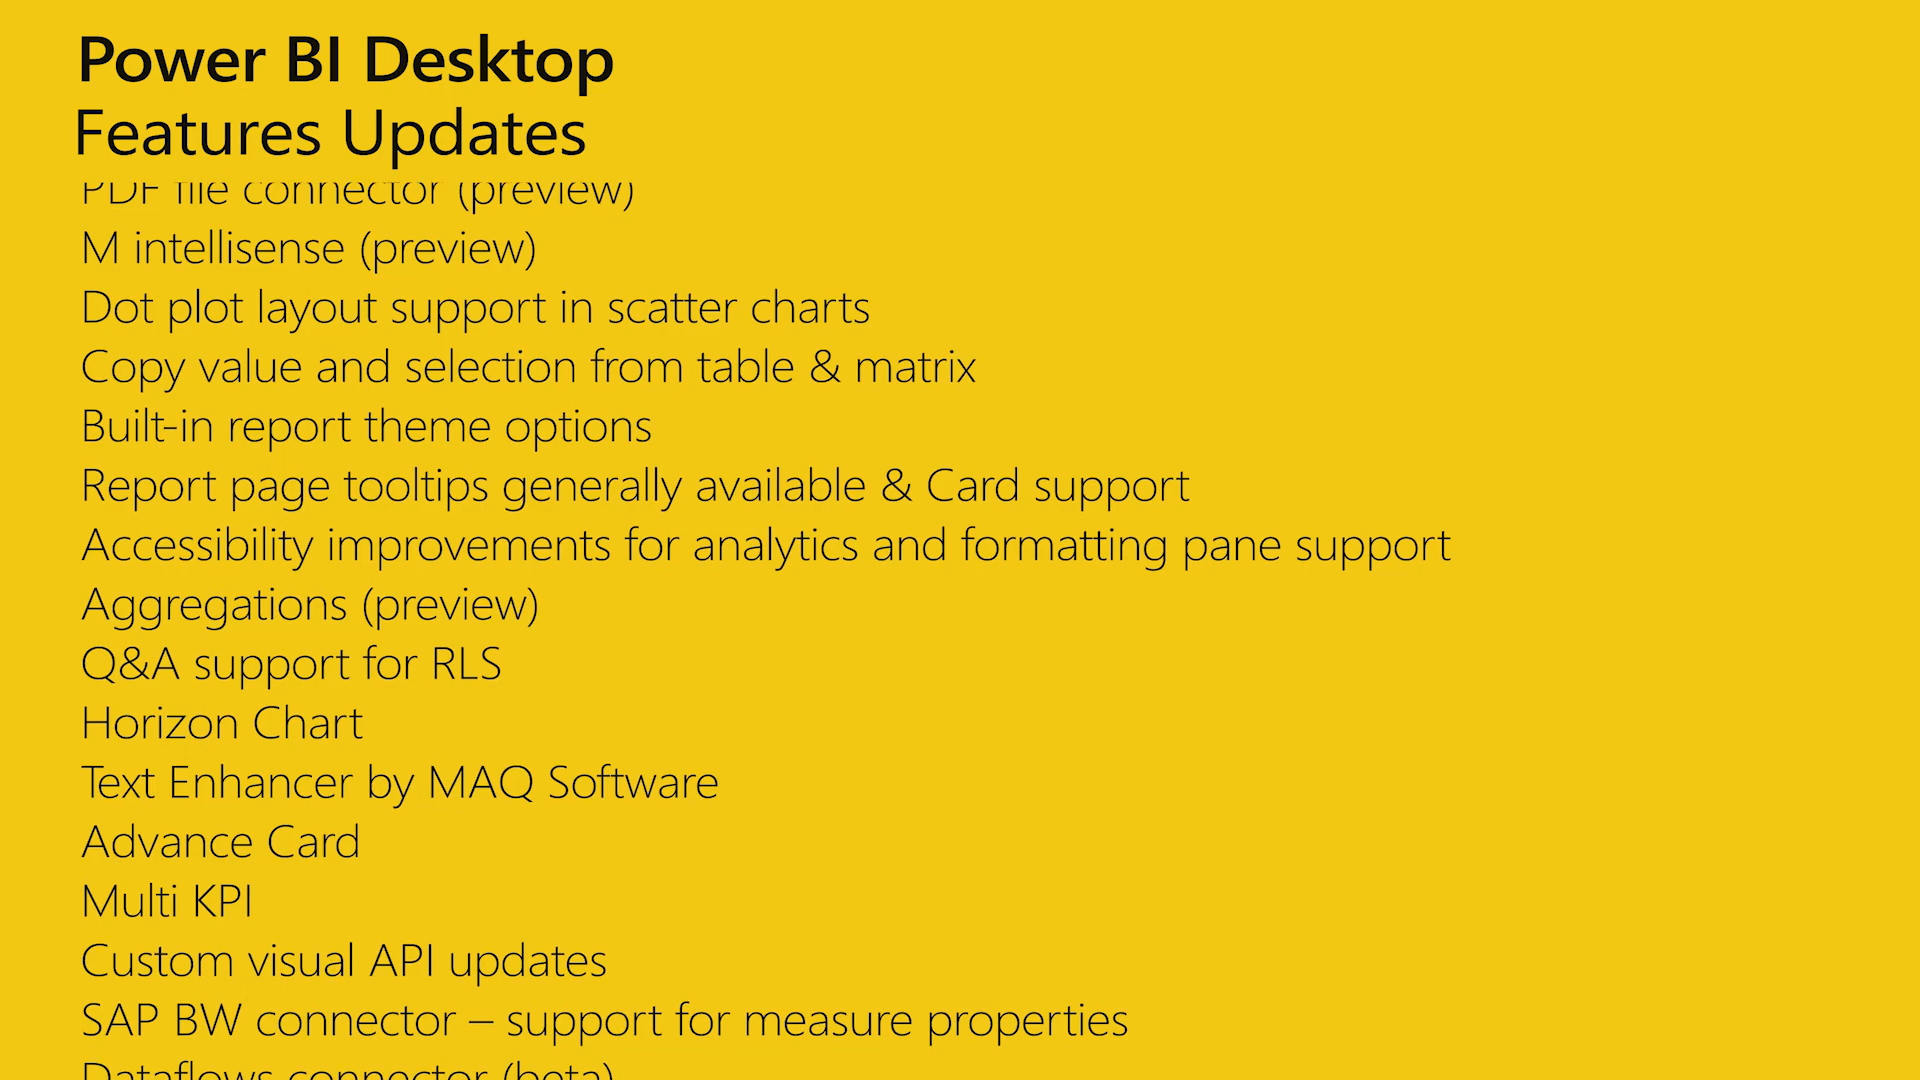 Power BI Desktop
Features Updates
PDF file connector (preview)
M intellisense (preview)
Dot plot layout support in scatter charts
Copy value and selection from table & matrix
Built-in report theme options
Report page tooltips generally available & Card support
Accessibility improvements for analytics and formatting pane support
Aggregations (preview)
Q&A support for RLS
Horizon Chart
Text Enhancer by MAQ Software
Advance Card
Multi KPI
Custom visual API updates
SAP BW connector – support for measure properties
Dataflows connector (beta)